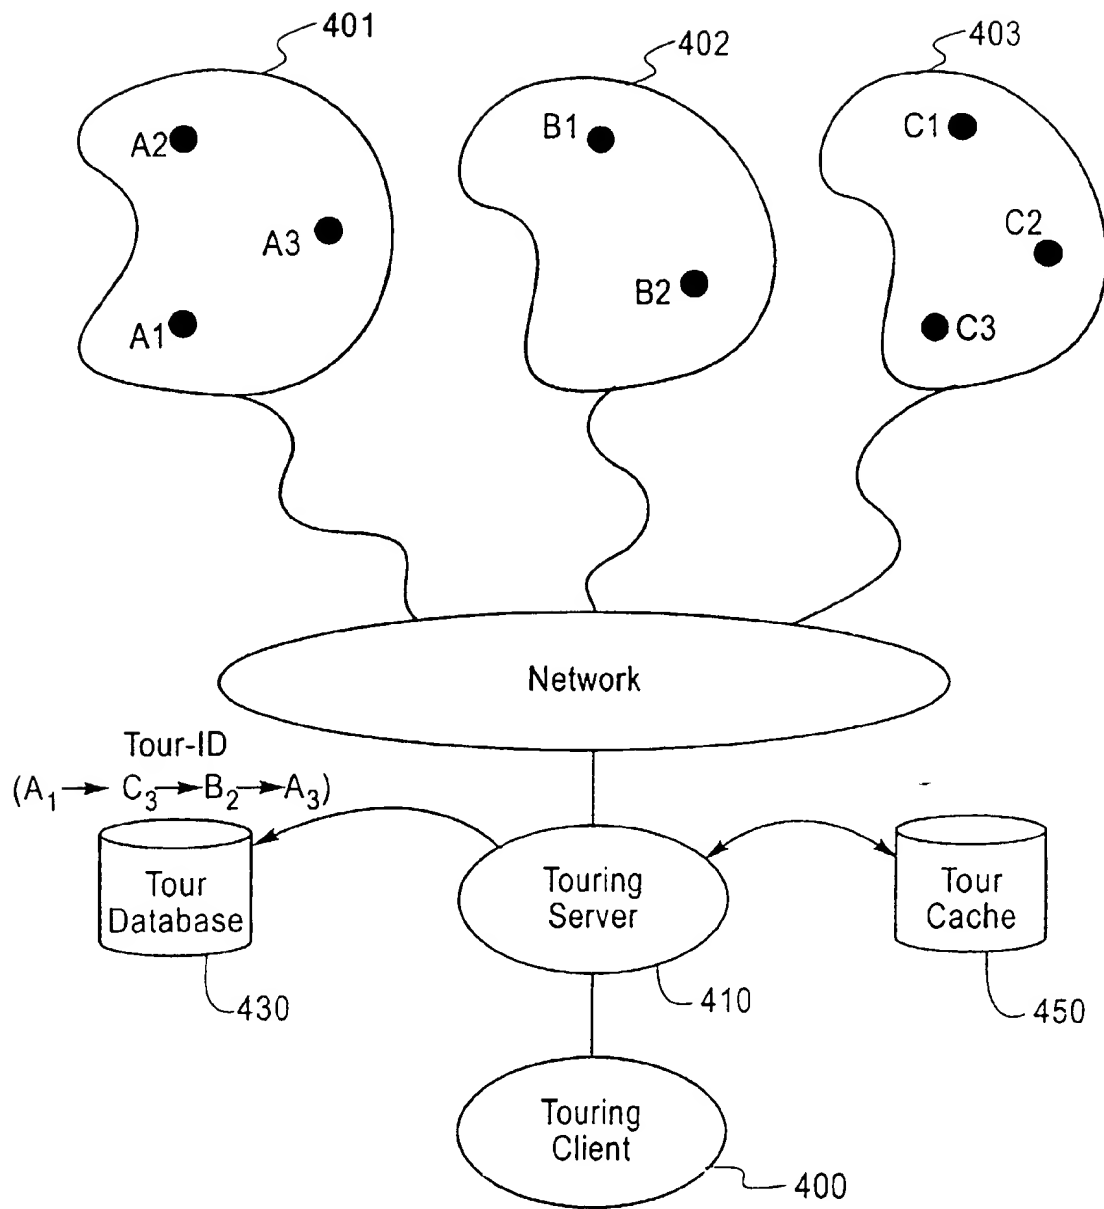 401
402
403
A2
A3
A1
B1
B2
C1
C2
C3
Network
Tour-ID
(A₁ → C₃ → B₂ → A₃)
Tour
Database
430
Touring
Server
410
Tour
Cache
450
Touring
Client
400